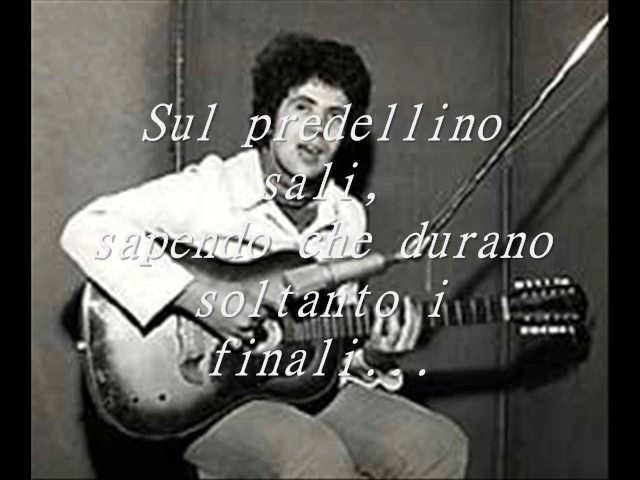 Sul predellino
sali,
sapendo che durano
soltanto i
finali...